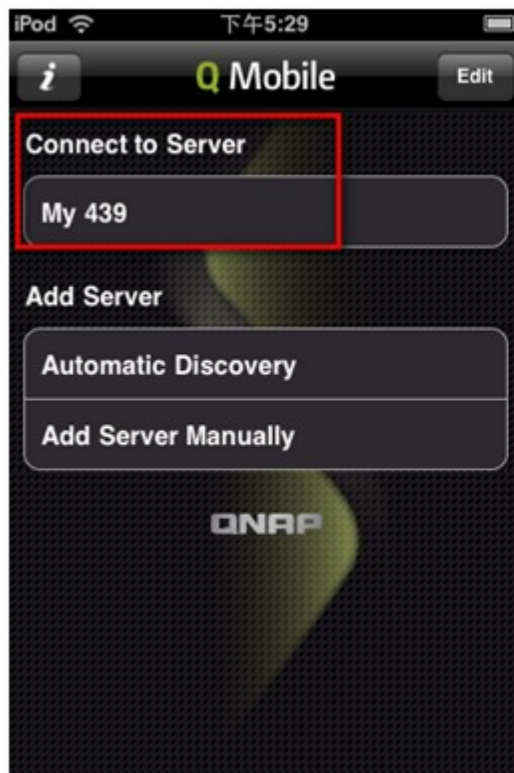 iPod 下午5:29
i Q Mobile Edit
Connect to Server
My 439
Add Server
Automatic Discovery
Add Server Manually
QNAP